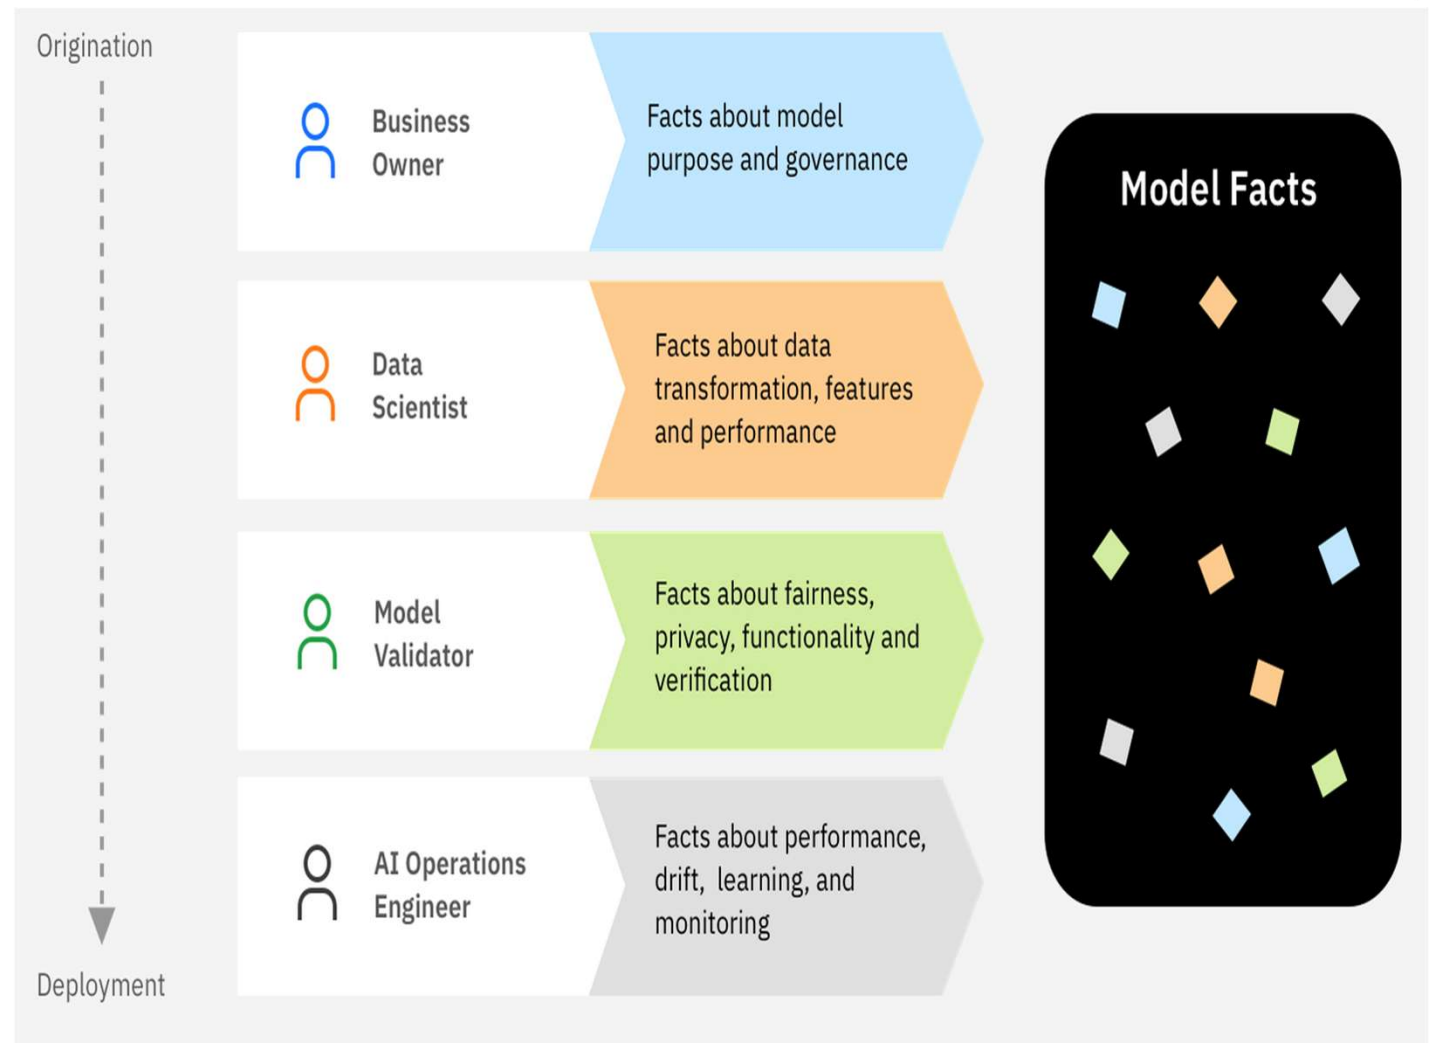 Origination
Business
Owner
Facts about model
purpose and governance
Model Facts
Data
Scientist
Facts about data
transformation, features
and performance
Model
Validator
Facts about fairness,
privacy, functionality and
verification
AI Operations
Engineer
Facts about performance,
drift,  learning, and
monitoring
Deployment